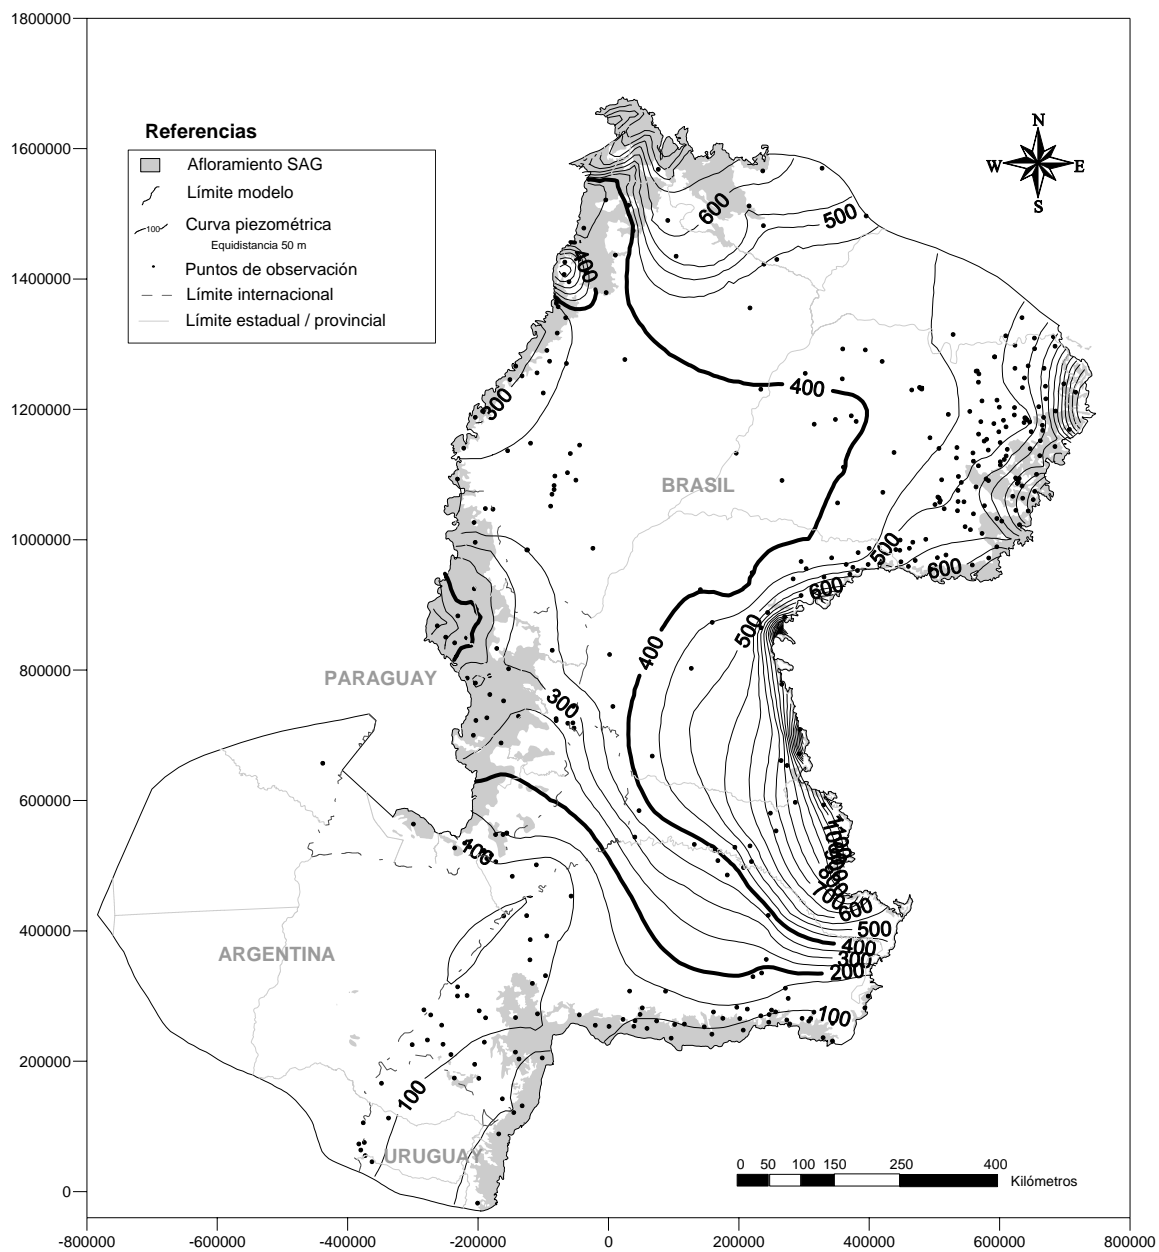 1800000
1600000
1400000
1200000
1000000
800000
600000
400000
200000
0
Referencias
Afloramiento SAG
Límite modelo
100
Curva piezométrica
Equidistancia 50 m
Puntos de observación
Límite internacional
Límite estadual / provincial
N
W
E
S
600
500
400
300
400
BRASIL
500
600
600
500
400
PARAGUAY
300
100
700
600
500
400
300
200
ARGENTINA
100
100
URUGUAY
0 50 100 150 250 400
Kilómetros
-800000 -600000 -400000 -200000 0 200000 400000 600000 800000